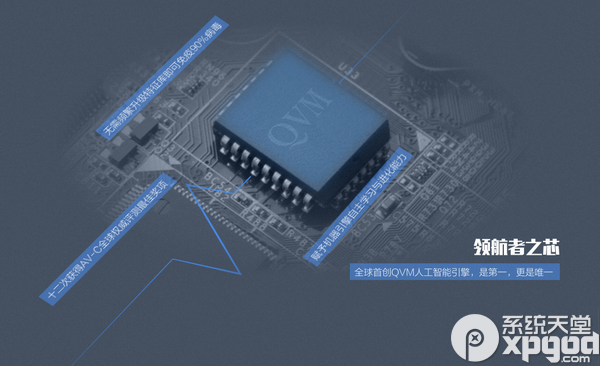 无需频繁升级特征库即可免疫90%病毒
U33
QVM
赋予机器引擎自主学习与进化能力
十二次获得AV-C全球权威评测最佳奖项
领航者之芯
全球首创QVM人工智能引擎，是第一，更是唯一
系统天堂
xpgod.com